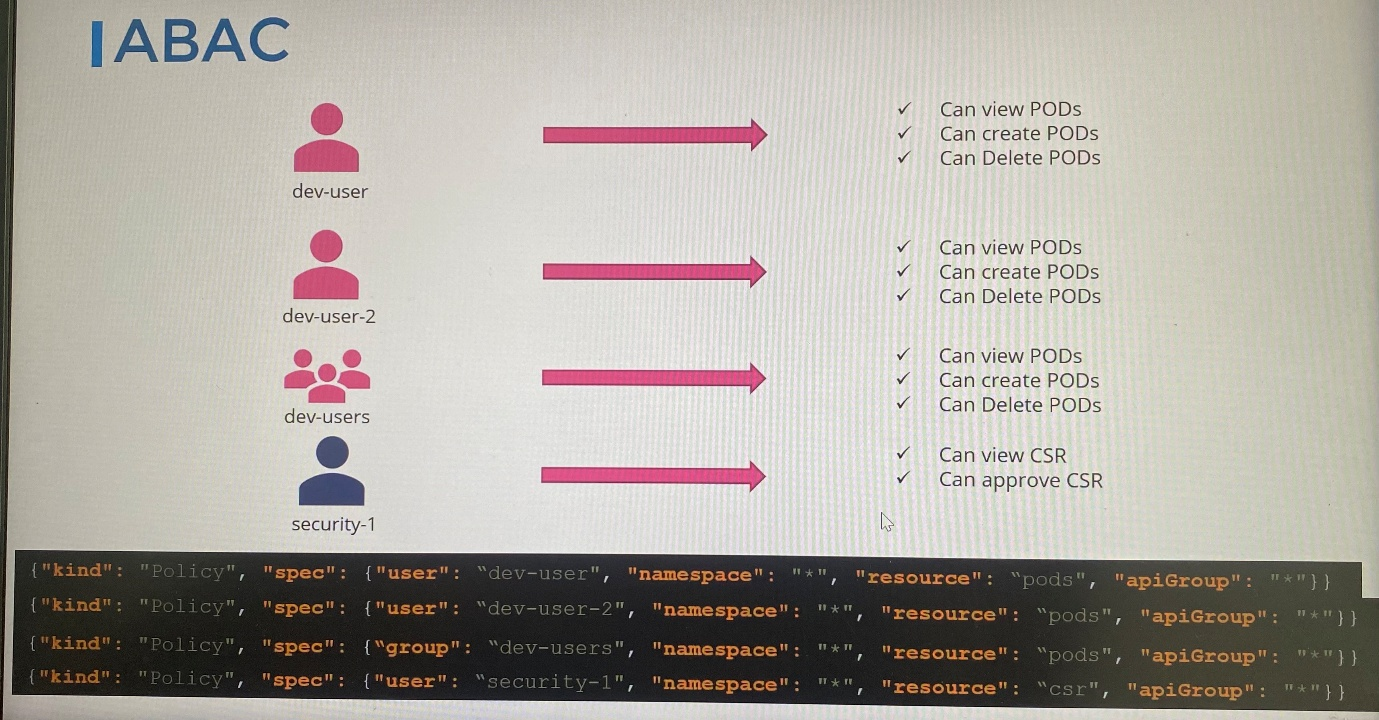 ABAC
dev-user
✓ Can view PODs
✓ Can create PODs
✓ Can Delete PODs
dev-user-2
✓ Can view PODs
✓ Can create PODs
✓ Can Delete PODs
dev-users
✓ Can view PODs
✓ Can create PODs
✓ Can Delete PODs
security-1
✓ Can view CSR
✓ Can approve CSR
{"kind": "Policy", "spec": {"user": “dev-user", "namespace": "*", "resource": “pods", "apiGroup": "*"}}
{"kind": "Policy", "spec": {"user": “dev-user-2", "namespace": "*", "resource": “pods", "apiGroup": "*"}}
{"kind": "Policy", "spec": {“group": “dev-users", "namespace": "*", "resource": “pods", "apiGroup": "*"}}
{"kind": "Policy", "spec": {"user": “security-1", "namespace": "*", "resource": “csr", "apiGroup": "*"}}